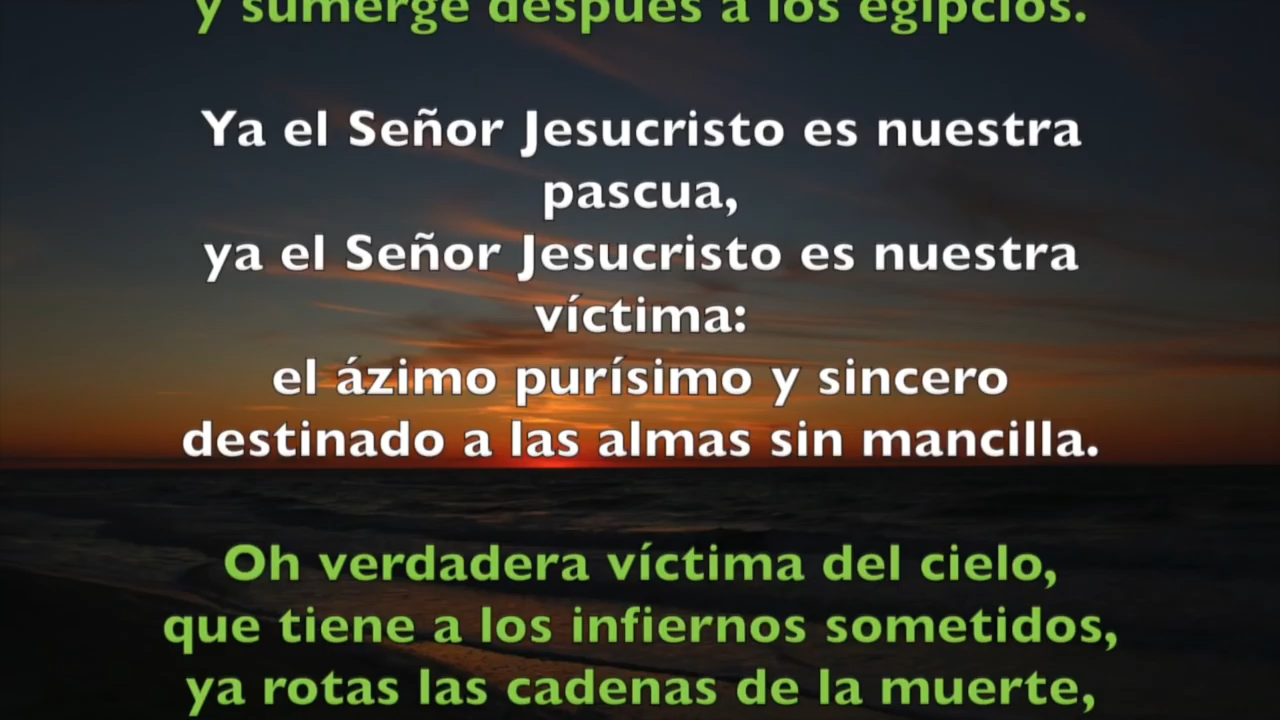 y sumerge después a los egipcios.
Ya el Señor Jesucristo es nuestra
pascua,
ya el Señor Jesucristo es nuestra
víctima:
el ázimo purísimo y sincero
destinado a las almas sin mancilla.
Oh verdadera víctima del cielo,
que tiene a los infiernos sometidos,
ya rotas las cadenas de la muerte,